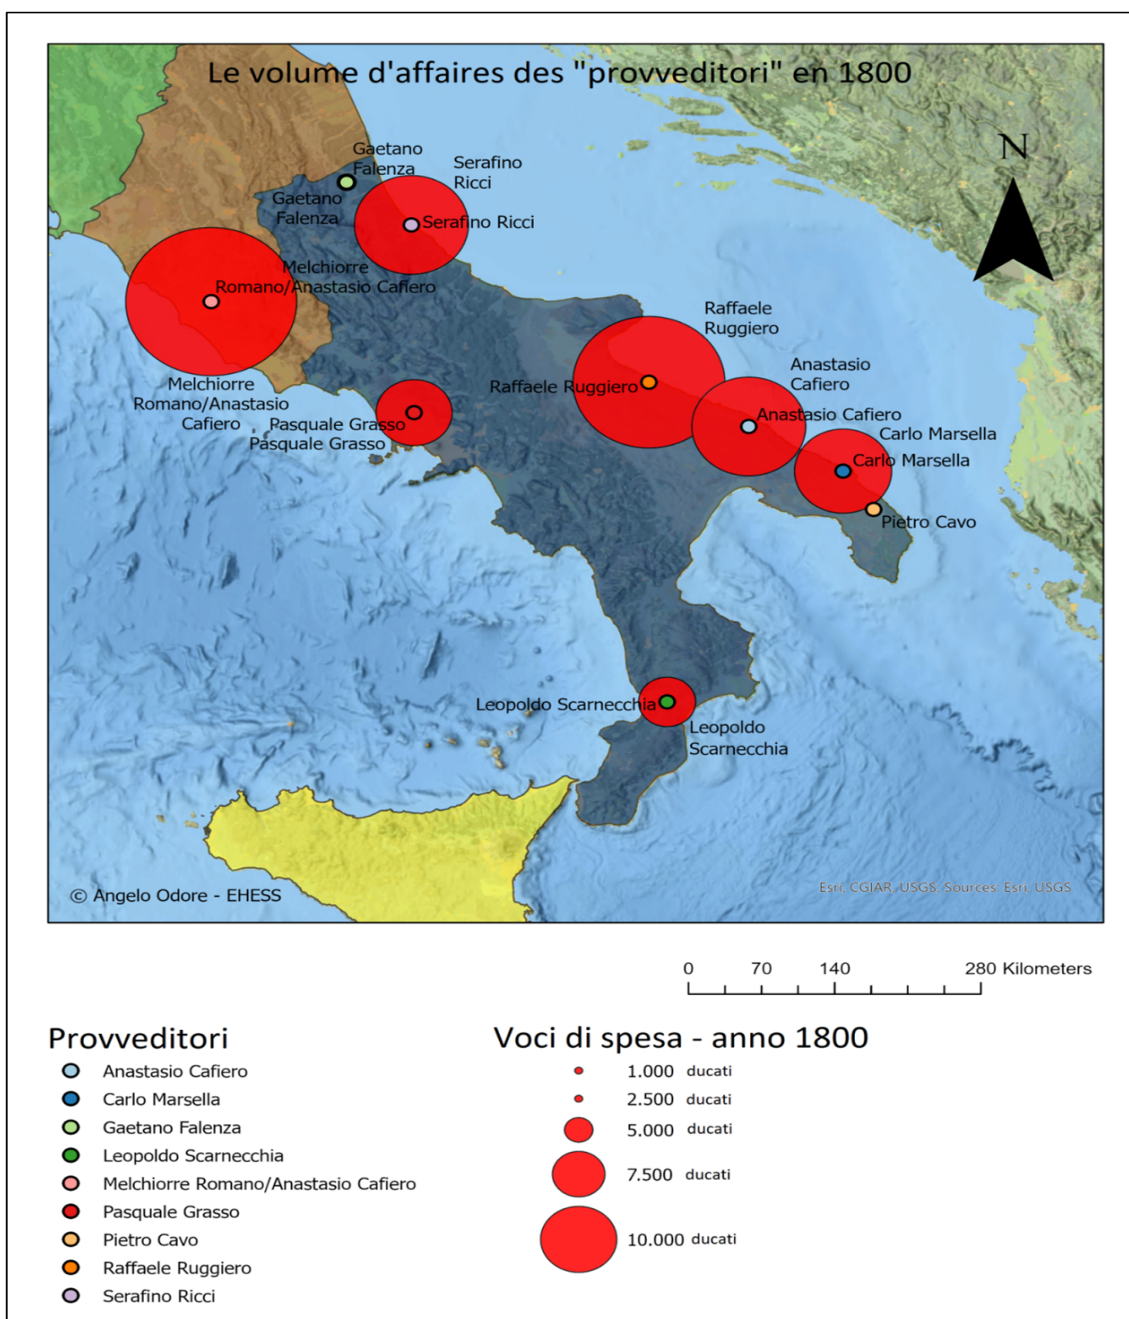 Le volume d'affaires des "provveditori" en 1800
N
Gaetano
Falenza
Gaetano
Falenza
Serafino
Ricci
Serafino Ricci
Melchiorre
Romano/Anastasio Cafiero
Melchiorre
Romano/Anastasio
Cafiero
Raffaele
Ruggiero
Raffaele Ruggiero
Anastasio
Cafiero
Anastasio Cafiero
Pasquale Grasso
Pasquale Grasso
Carlo Marsella
Carlo Marsella
Pietro Cavo
Leopoldo Scarnecchia
Leopoldo
Scarnecchia
© Angelo Odore - EHESS
Esri, CGIAR, USGS. Sources: Esri, USGS
0 70 140 280 Kilometers
Provveditori
Anastasio Cafiero
Carlo Marsella
Gaetano Falenza
Leopoldo Scarnecchia
Melchiorre Romano/Anastasio Cafiero
Pasquale Grasso
Pietro Cavo
Raffaele Ruggiero
Serafino Ricci
Voci di spesa - anno 1800
1.000 ducati
2.500 ducati
5.000 ducati
7.500 ducati
10.000 ducati